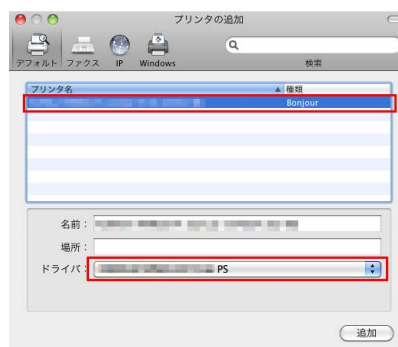 プリンタの追加
デフォルト ファクス IP Windows 検索
プリンタ名 種類
Bonjour
名前：
場所：
ドライバ： PS
追加